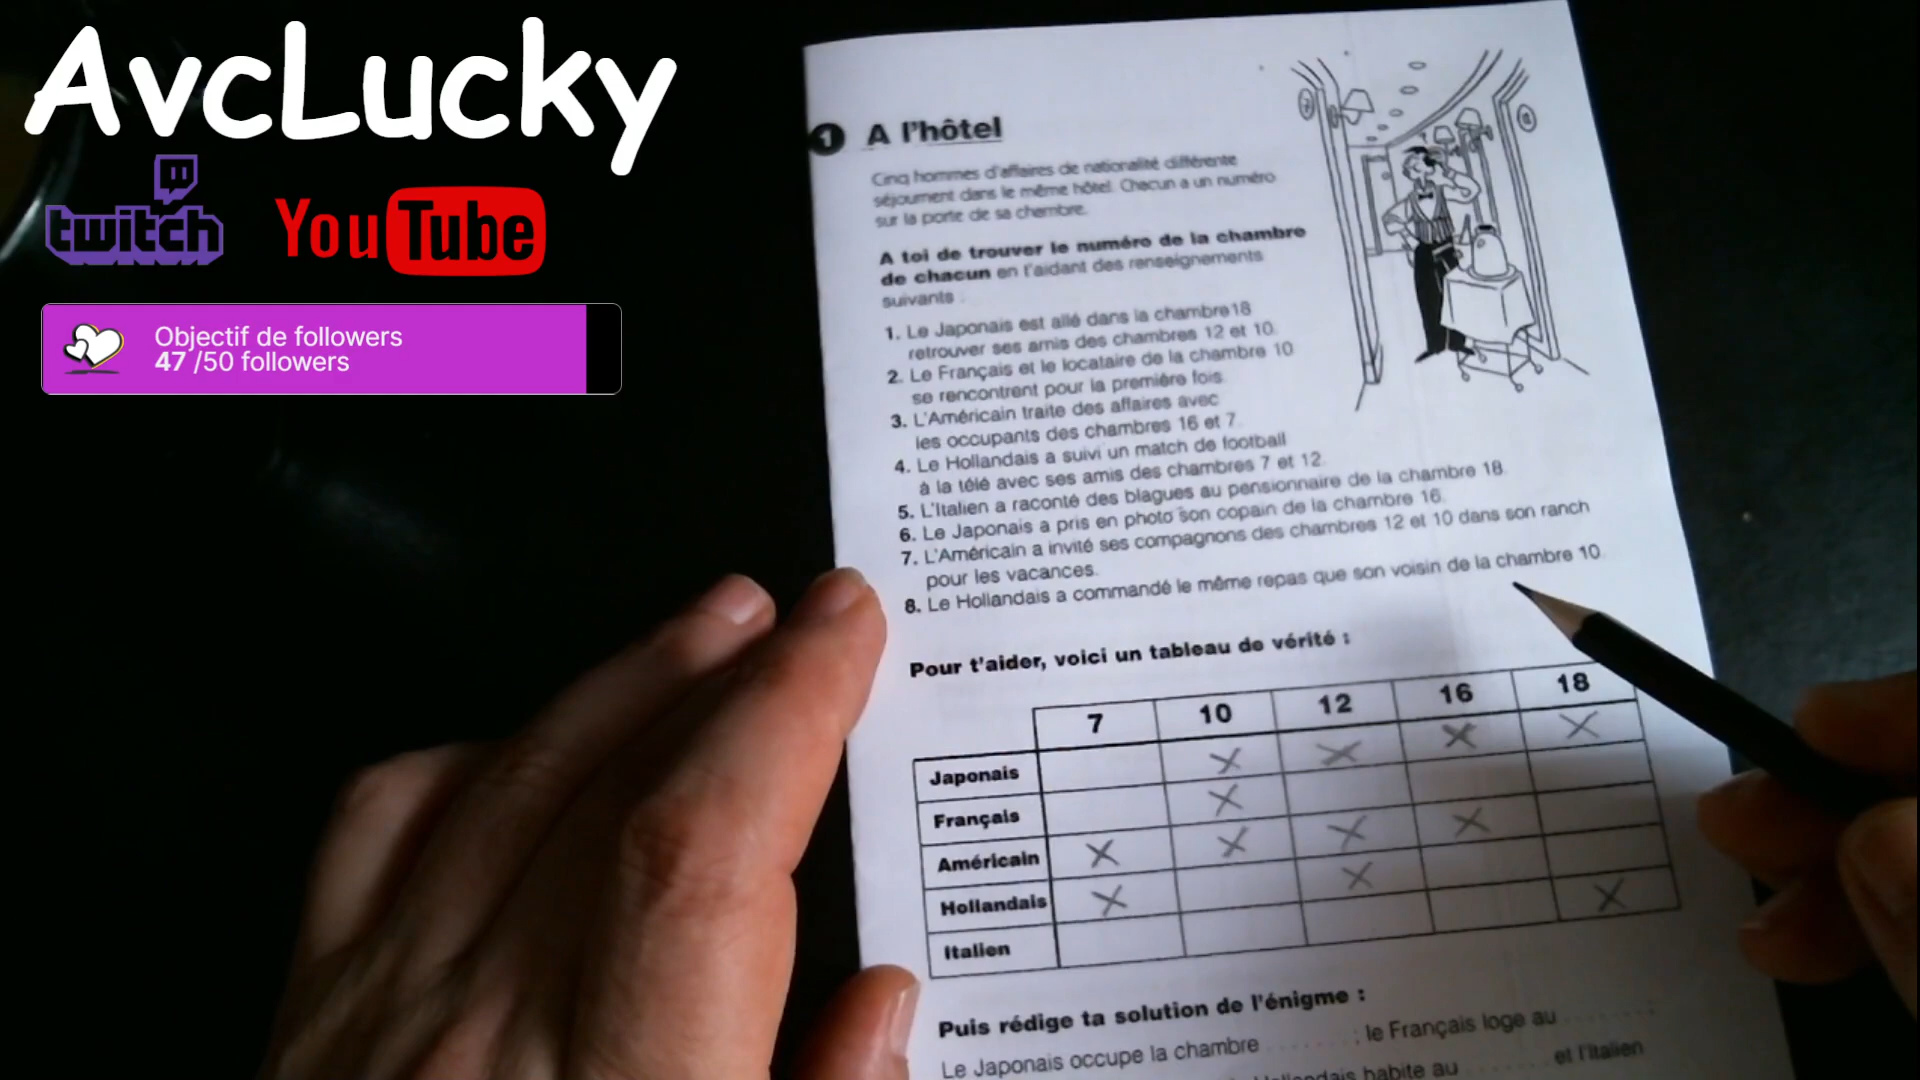 AvcLucky
twitch
YouTube
Objectif de followers
47 /50 followers
1 A l'hôtel
Cinq hommes d'affaires de nationalité différente
séjournent dans le même hôtel. Chacun a un numéro
sur la porte de sa chambre.
A toi de trouver le numéro de la chambre
de chacun en t'aidant des renseignements
suivants :
1. Le Japonais est allé dans la chambre18
retrouver ses amis des chambres 12 et 10.
2. Le Français et le locataire de la chambre 10
se rencontrent pour la première fois.
3. L'Américain traite des affaires avec
les occupants des chambres 16 et 7.
4. Le Hollandais a suivi un match de football
à la télé avec ses amis des chambres 7 et 12.
5. L'Italien a raconté des blagues au pensionnaire de la chambre 18.
6. Le Japonais a pris en photo son copain de la chambre 16.
7. L'Américain a invité ses compagnons des chambres 12 et 10 dans son ranch
pour les vacances.
8. Le Hollandais a commandé le même repas que son voisin de la chambre 10.
Pour t'aider, voici un tableau de vérité :
7 10 12 16 18
Japonais X X X X
Français X
Américain X X X X
Hollandais X X
Italien X
Puis rédige ta solution de l'énigme :
Le Japonais occupe la chambre ........ ; le Français loge au ........
habite au ........ et l'Italien